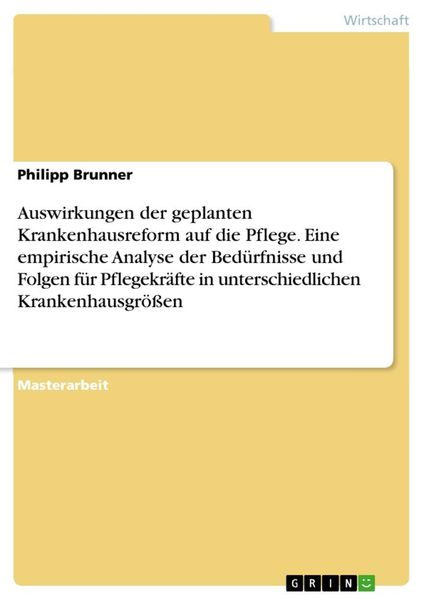 Wirtschaft
Philipp Brunner
Auswirkungen der geplanten
Krankenhausreform auf die Pflege. Eine
empirische Analyse der Bedürfnisse und
Folgen für Pflegekräfte in unterschiedlichen
Krankenhausgrößen
Masterarbeit
GRIN